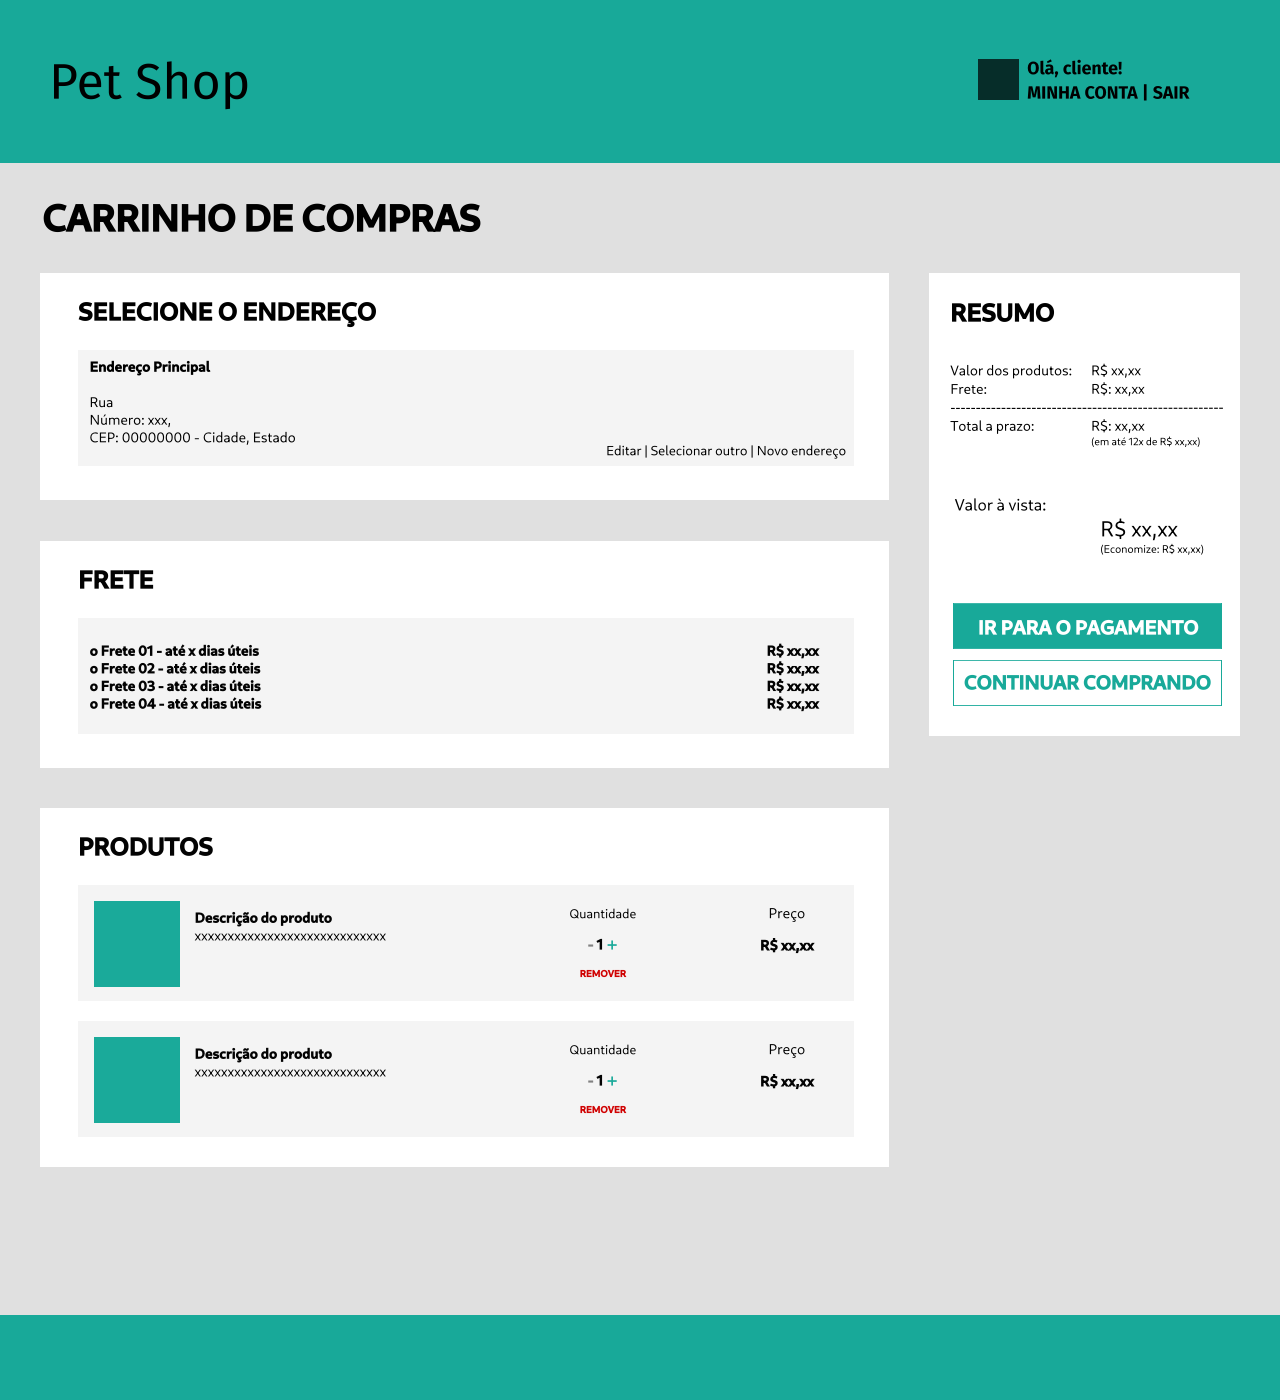 Pet Shop
Olá, cliente!
MINHA CONTA | SAIR
CARRINHO DE COMPRAS
SELECIONE O ENDEREÇO
Endereço Principal
Rua
Número: xxx,
CEP: 00000000 - Cidade, Estado
Editar | Selecionar outro | Novo endereço
FRETE
o Frete 01 - até x dias úteis R$ xx,xx
o Frete 02 - até x dias úteis R$ xx,xx
o Frete 03 - até x dias úteis R$ xx,xx
o Frete 04 - até x dias úteis R$ xx,xx
PRODUTOS
Descrição do produto
xxxxxxxxxxxxxxxxxxxxxxxxxxxxx
Quantidade
- 1 +
REMOVER
Preço
R$ xx,xx
Descrição do produto
xxxxxxxxxxxxxxxxxxxxxxxxxxxxx
Quantidade
- 1 +
REMOVER
Preço
R$ xx,xx
RESUMO
Valor dos produtos: R$ xx,xx
Frete: R$: xx,xx
------------------------------------------------------
Total a prazo: R$: xx,xx
(em até 12x de R$ xx,xx)
Valor à vista:
R$ xx,xx
(Economize: R$ xx,xx)
IR PARA O PAGAMENTO
CONTINUAR COMPRANDO